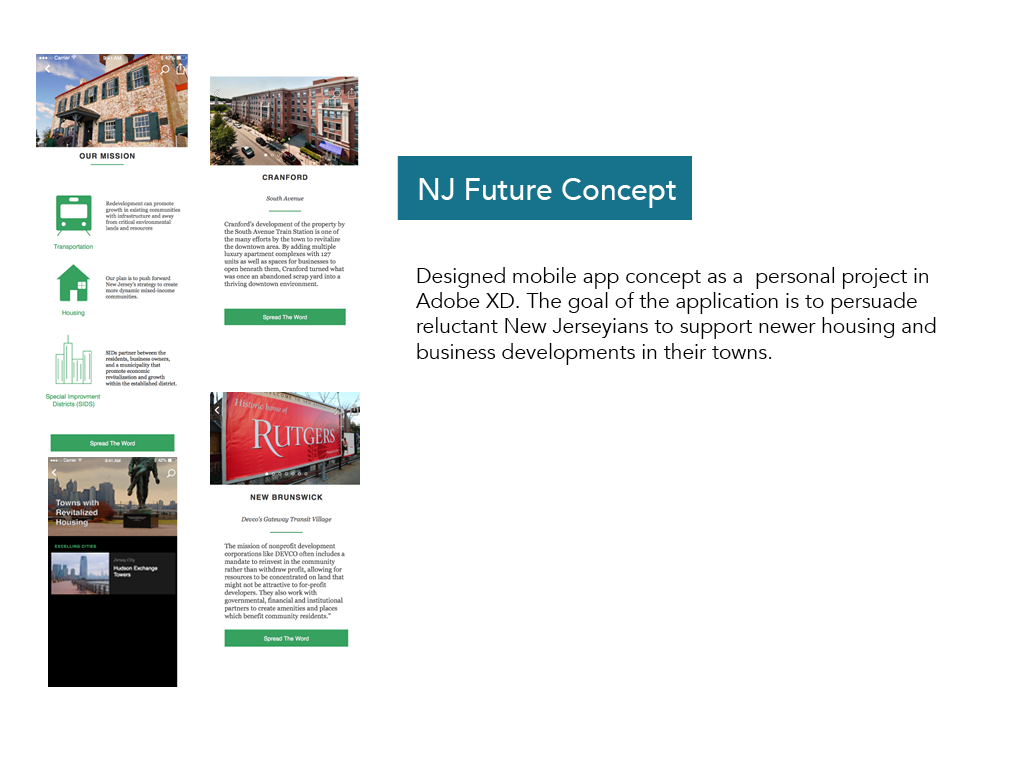 Carrier
9:41 AM
42%
OUR MISSION
Redevelopment can promote
growth in existing communities
with infrastructure and away
from critical environmental
lands and resources
Transportation
Our plan is to push forward
New Jersey's strategy to create
more dynamic mixed-income
communities.
Housing
SIDs partner between the
residents, business owners,
and a municipality that
promote economic
revitalization and growth
within the established district.
Special Improvment
Districts (SIDS)
Spread The Word
Carrier
9:41 AM
42%
Towns with
Revitalized
Housing
EXCELLING CITIES
Jersey City
Hudson Exchange
Towers
CRANFORD
South Avenue
Cranford's development of the property by
the South Avenue Train Station is one of
the many efforts by the town to revitalize
the downtown area. By adding multiple
luxury apartment complexes with 127
units as well as spaces for businesses to
open beneath them, Cranford turned what
was once an abandoned scrap yard into a
thriving downtown environment.
Spread The Word
Historic home of
RUTGERS
NEW BRUNSWICK
Devco's Gateway Transit Village
The mission of nonprofit development
corporations like DEVCO often includes a
mandate to reinvest in the community
rather than withdraw profit, allowing for
resources to be concentrated on land that
might not be attractive to for-profit
developers. They also work with
governmental, financial and institutional
partners to create amenities and places
which benefit community residents."
Spread The Word
NJ Future Concept
Designed mobile app concept as a  personal project in
Adobe XD. The goal of the application is to persuade
reluctant New Jerseyians to support newer housing and
business developments in their towns.